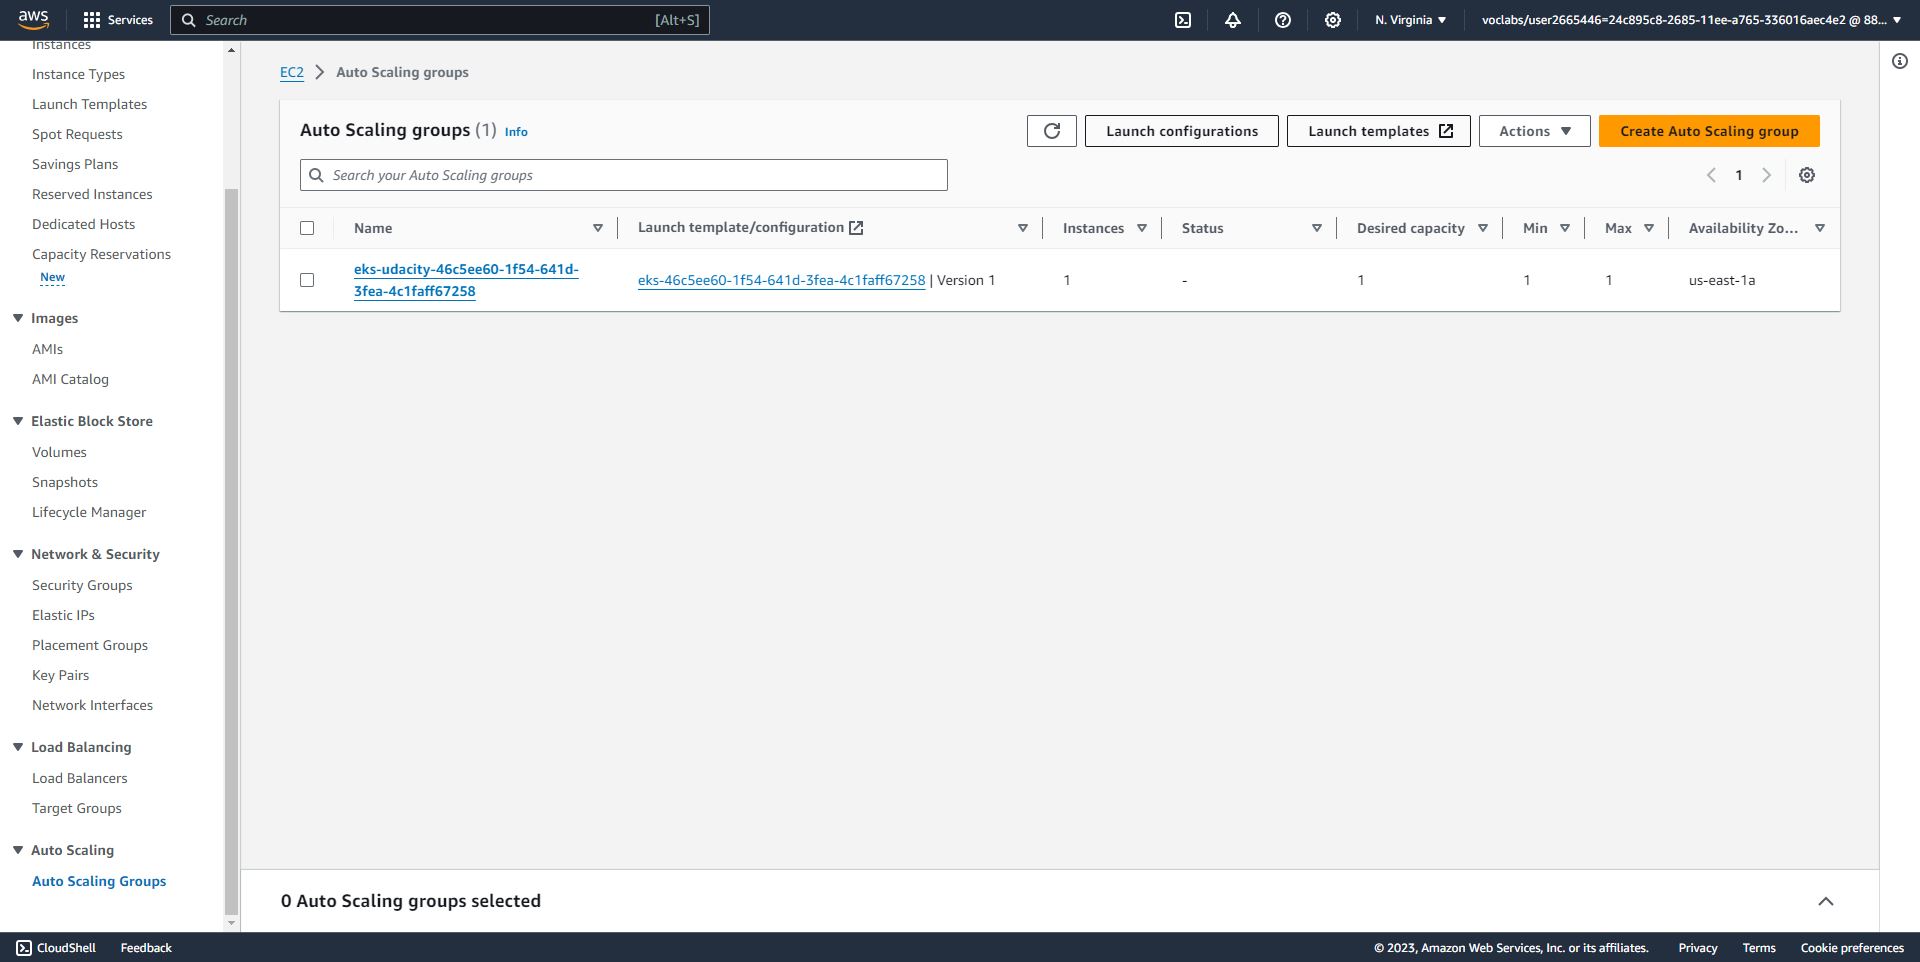 aws
Services
Search
[Alt+S]
N. Virginia
voclabs/user2665446=24c895c8-2685-11ee-a765-336016aec4e2 @ 88...
Instances
Instance Types
Launch Templates
Spot Requests
Savings Plans
Reserved Instances
Dedicated Hosts
Capacity Reservations
New
Images
AMIs
AMI Catalog
Elastic Block Store
Volumes
Snapshots
Lifecycle Manager
Network & Security
Security Groups
Elastic IPs
Placement Groups
Key Pairs
Network Interfaces
Load Balancing
Load Balancers
Target Groups
Auto Scaling
Auto Scaling Groups
EC2 > Auto Scaling groups
Auto Scaling groups (1) Info
Launch configurations
Launch templates
Actions
Create Auto Scaling group
Search your Auto Scaling groups
1
Name Launch template/configuration Instances Status Desired capacity Min Max Availability Zo...
eks-udacity-46c5ee60-1f54-641d-
3fea-4c1faff67258
eks-46c5ee60-1f54-641d-3fea-4c1faff67258 | Version 1 1 - 1 1 1 us-east-1a
0 Auto Scaling groups selected
CloudShell Feedback
© 2023, Amazon Web Services, Inc. or its affiliates. Privacy Terms Cookie preferences